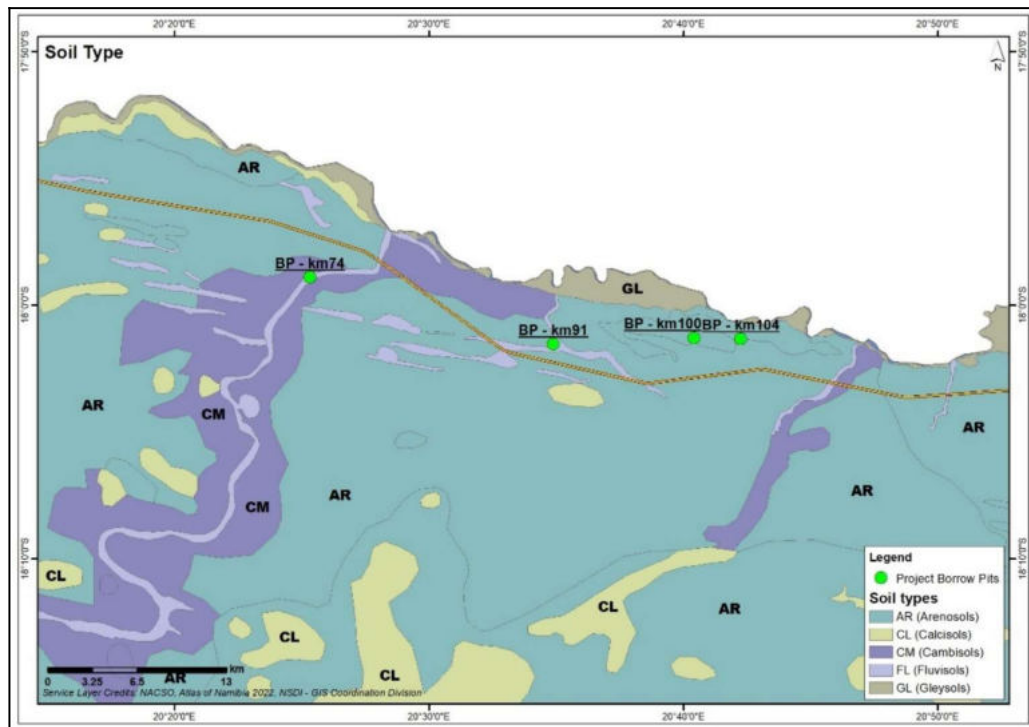 20°20'0"E 20°30'0"E 20°40'0"E 20°50'0"E
17°50'0"S 17°50'0"S
Soil Type
N
AR
BP - km74
GL
18°0'0"S 18°0'0"S
BP - km91 BP - km100 BP - km104
AR
CM
AR
AR
AR
CM
18°10'0"S 18°10'0"S
CL
CL
AR
CL
CL
AR
Legend
Project Borrow Pits
Soil types
AR (Arenosols)
CL (Calcisols)
CM (Cambisols)
FL (Fluvisols)
GL (Gleysols)
km
0 3.25 6.5 13
Service Layer Credits: NACSO, Atlas of Namibia 2022, NSDI - GIS Coordination Division
20°20'0"E 20°30'0"E 20°40'0"E 20°50'0"E